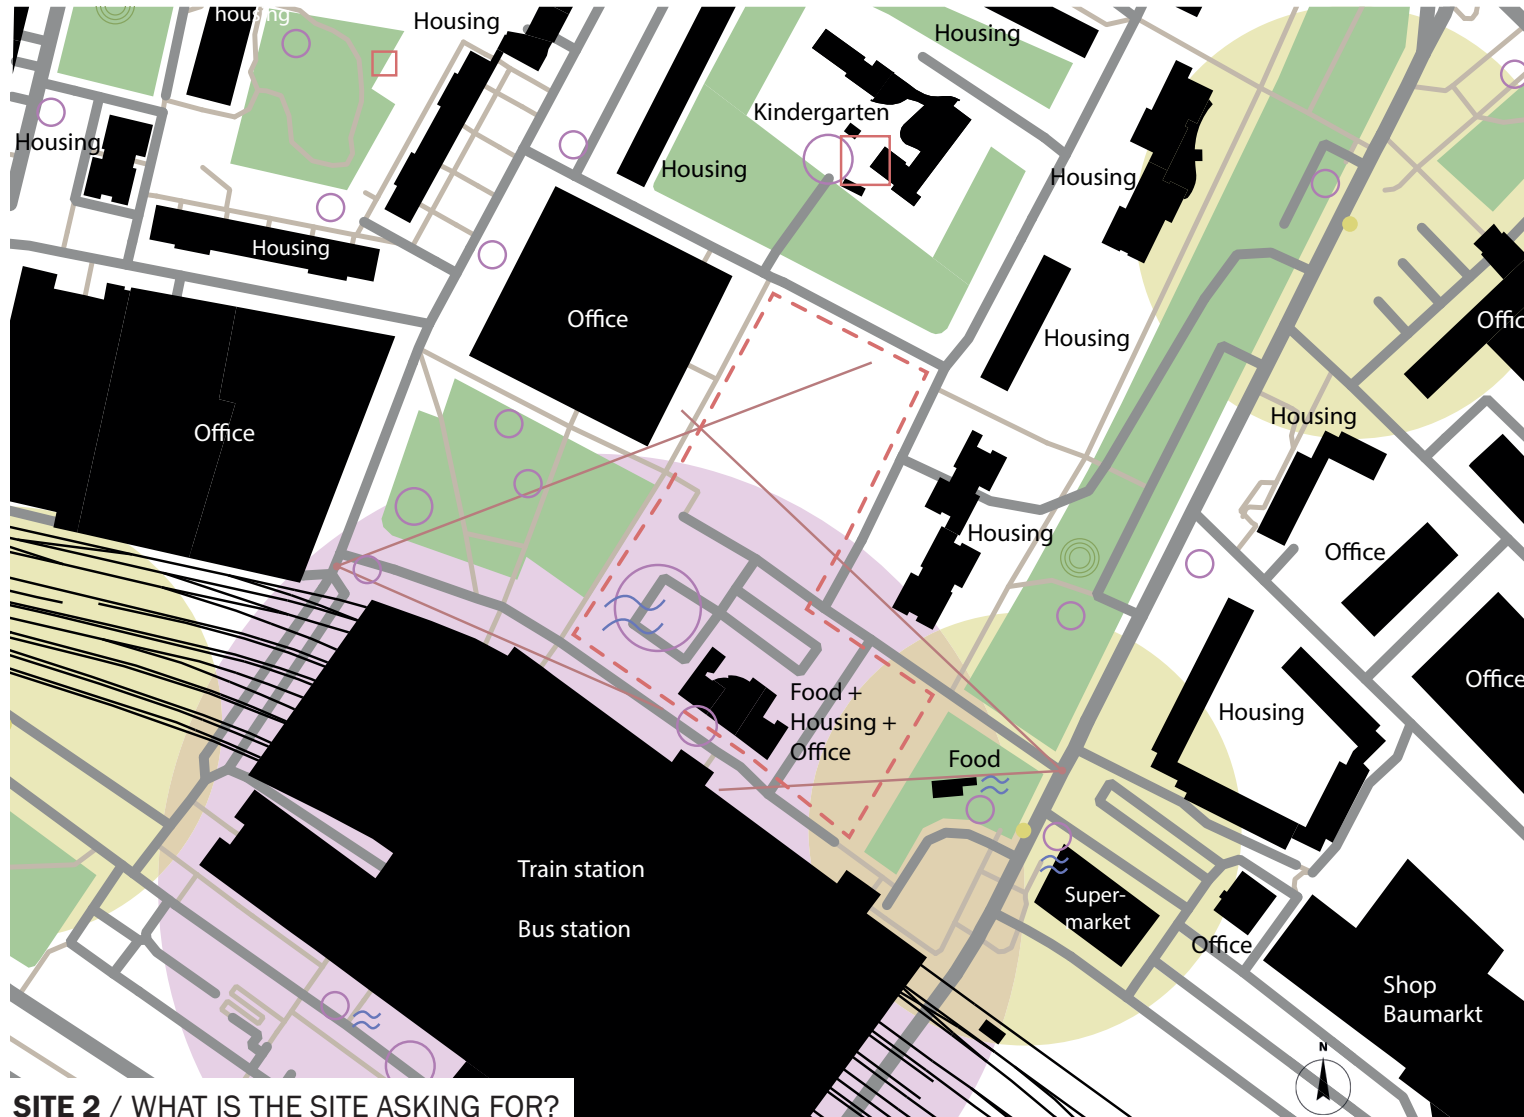 housing
Housing
Housing
Kindergarten
Housing
Housing
Housing
Housing
Office
Office
Housing
Office
Housing
Housing
Office
Office
Housing
Food +
Housing +
Office
Food
Train station
Bus station
Super-
market
Office
Shop
Baumarkt
N
SITE 2 / WHAT IS THE SITE ASKING FOR?